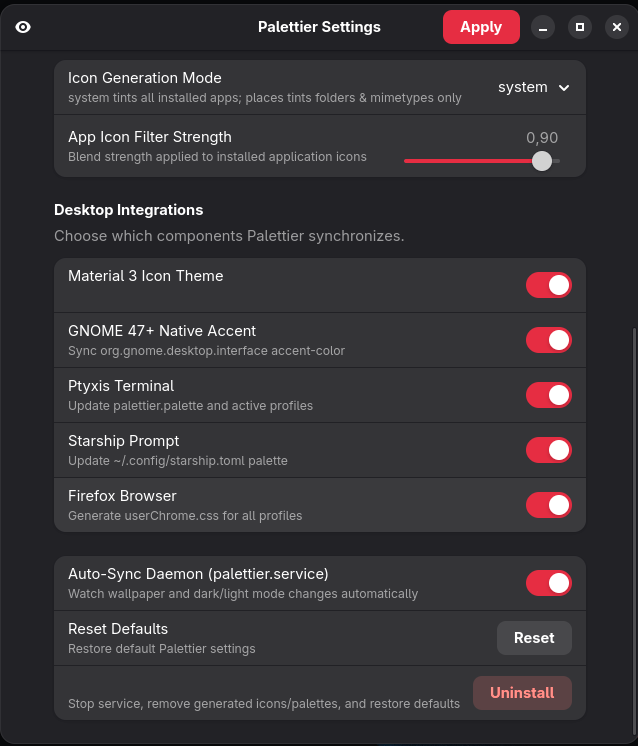 Palettier Settings
Apply
Icon Generation Mode
system tints all installed apps; places tints folders & mimetypes only
system
App Icon Filter Strength
Blend strength applied to installed application icons
0,90
Desktop Integrations
Choose which components Palettier synchronizes.
Material 3 Icon Theme
GNOME 47+ Native Accent
Sync org.gnome.desktop.interface accent-color
Ptyxis Terminal
Update palettier.palette and active profiles
Starship Prompt
Update ~/.config/starship.toml palette
Firefox Browser
Generate userChrome.css for all profiles
Auto-Sync Daemon (palettier.service)
Watch wallpaper and dark/light mode changes automatically
Reset Defaults
Restore default Palettier settings
Reset
Stop service, remove generated icons/palettes, and restore defaults
Uninstall